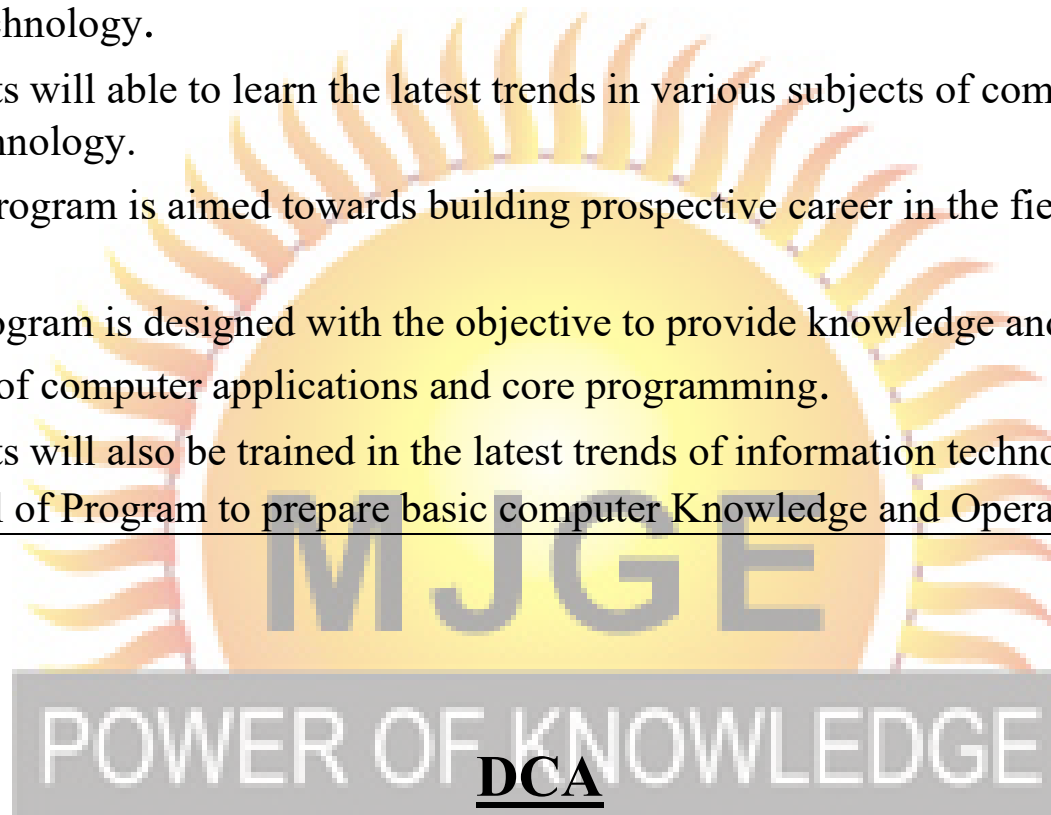 chnology.
ts will able to learn the latest trends in various subjects of com
hnology.
rogram is aimed towards building prospective career in the fie
ogram is designed with the objective to provide knowledge and
of computer applications and core programming.
ts will also be trained in the latest trends of information techno
l of Program to prepare basic computer Knowledge and Opera
MJGE
POWER OF KNOWLEDGE
DCA